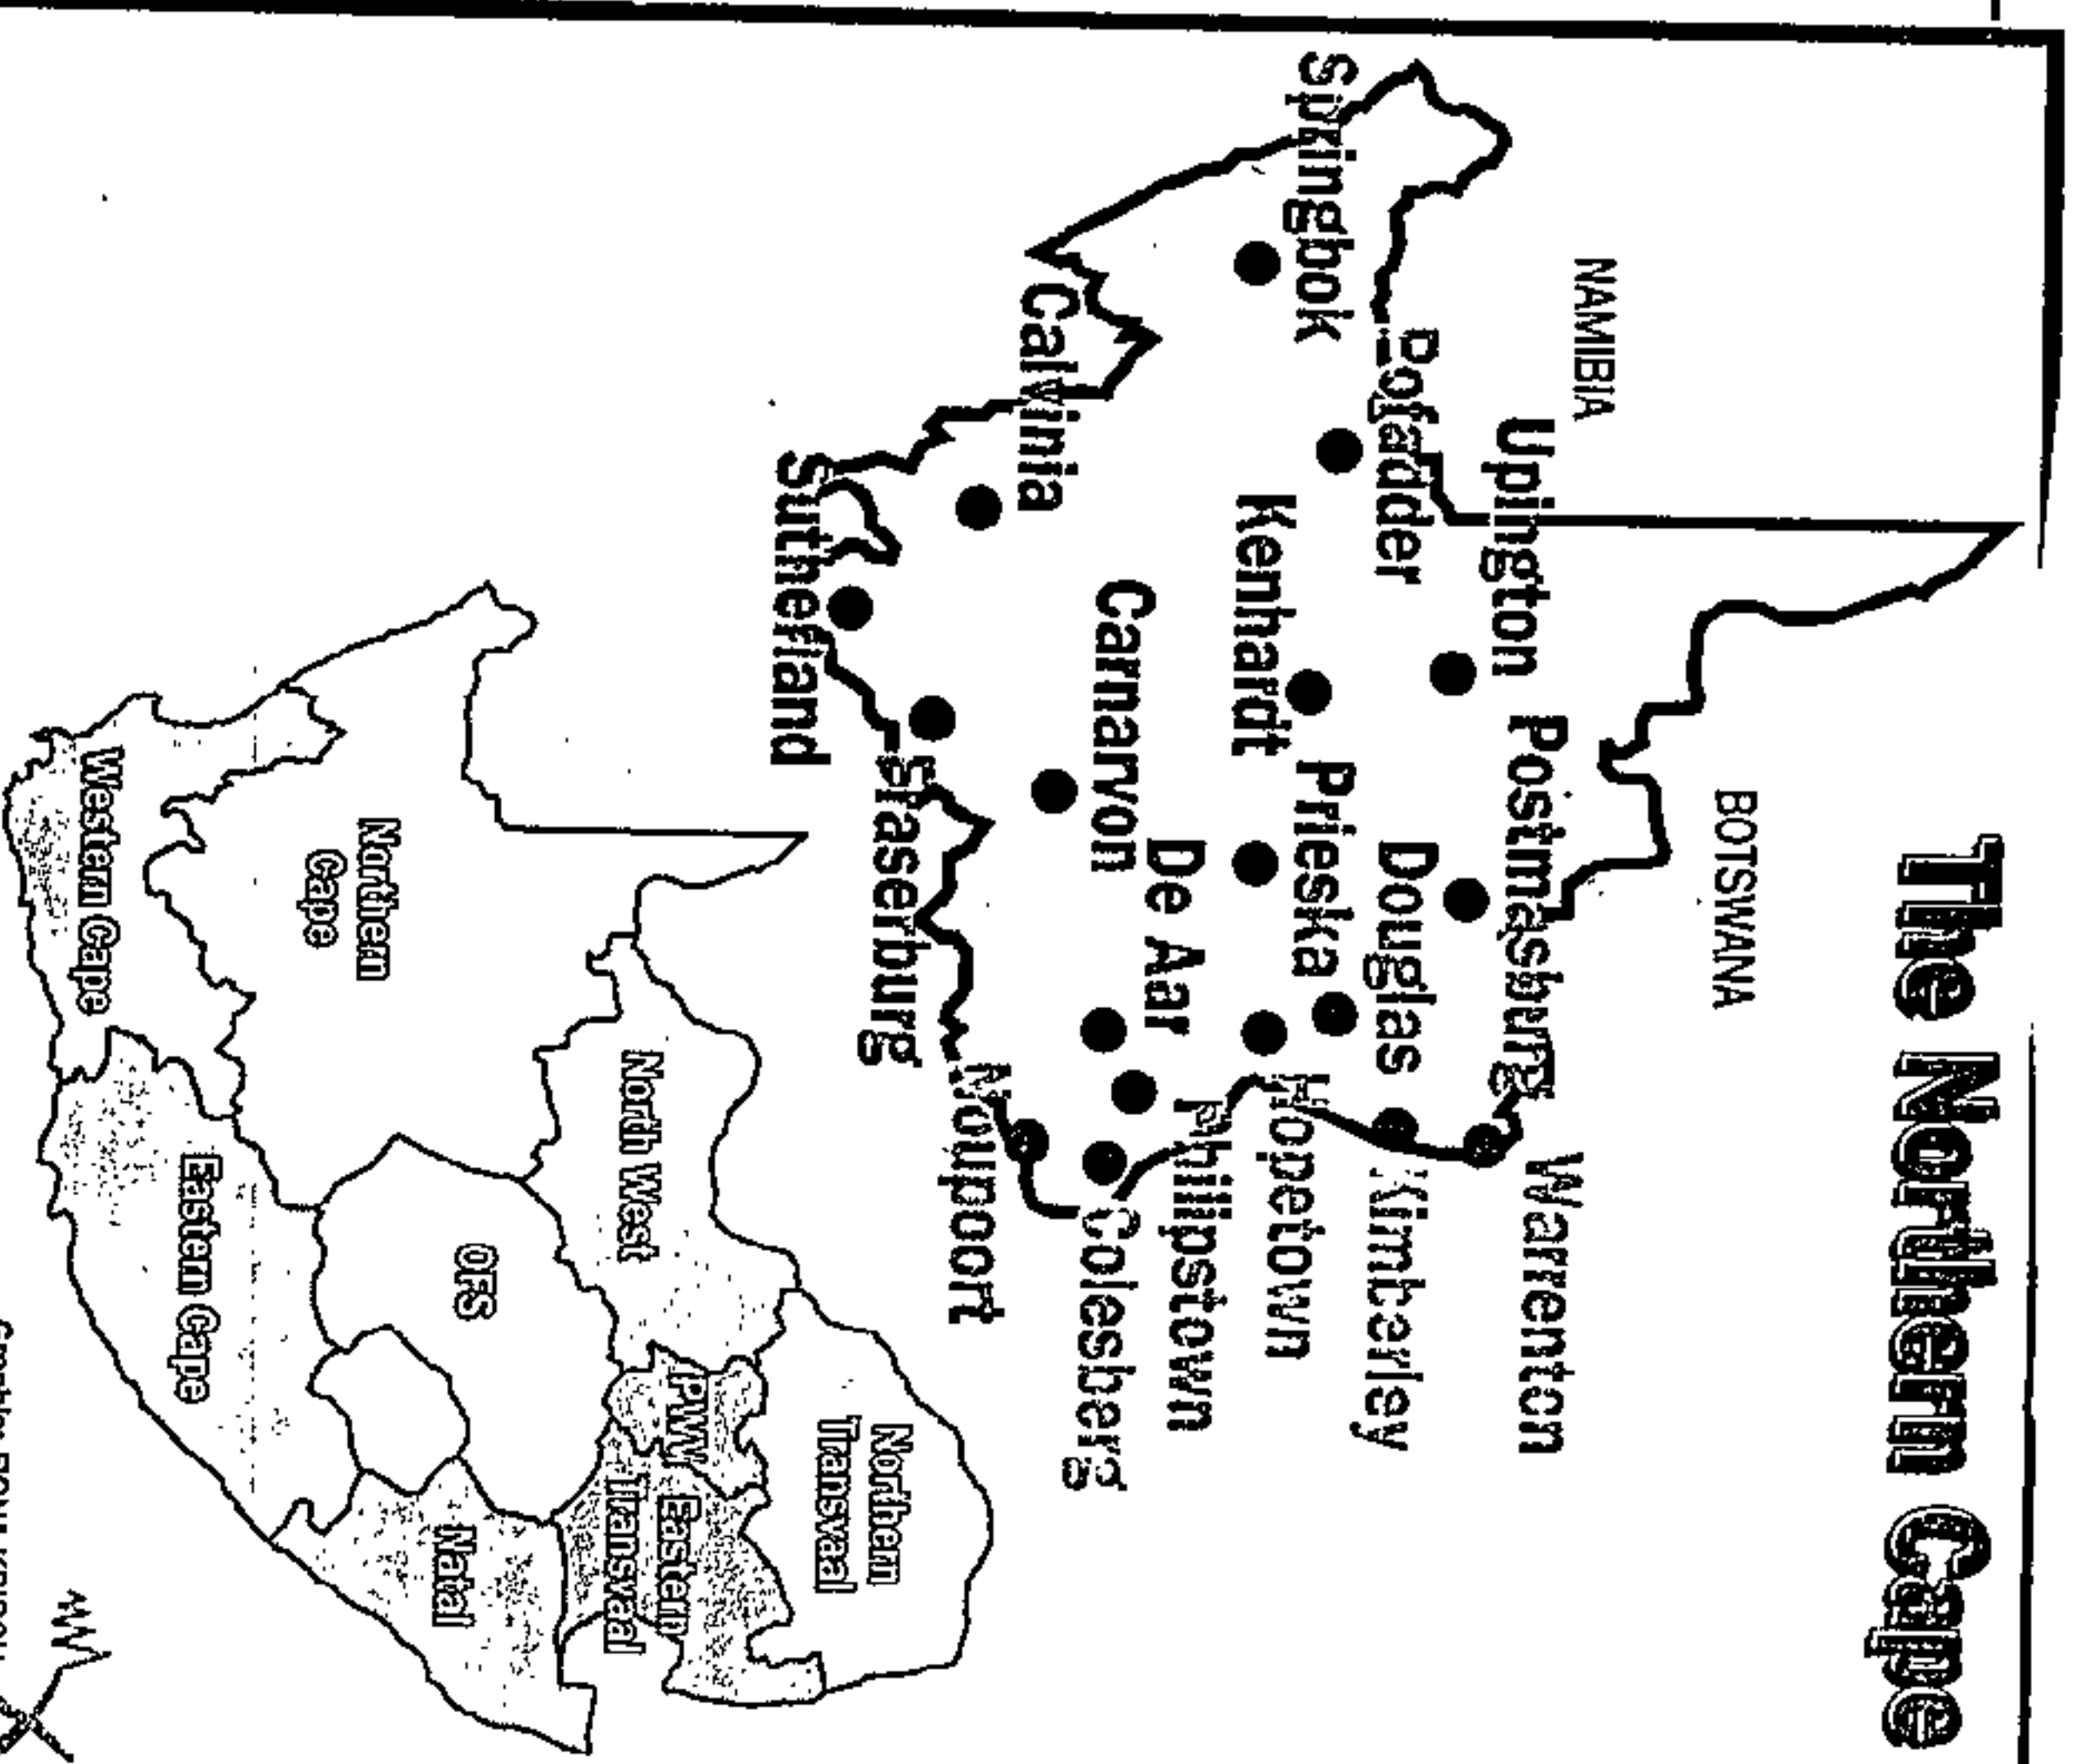 The Northern Cape
BOTSWANA
NAMIBIA
Upington
Postmasburg
Warrenton
Pofadder
Douglas
Kimberley
Springbok
Kenhardt
Prieska
Hopetown
Carnarvon
De Aar
Phillipstown
Calvinia
Colesberg
Fraserburg
Noupoort
Sutherland
Northern
Transvaal
North West
PWV
Eastern
Transvaal
Northern
Cape
OFS
Natal
Eastern Cape
Western Cape